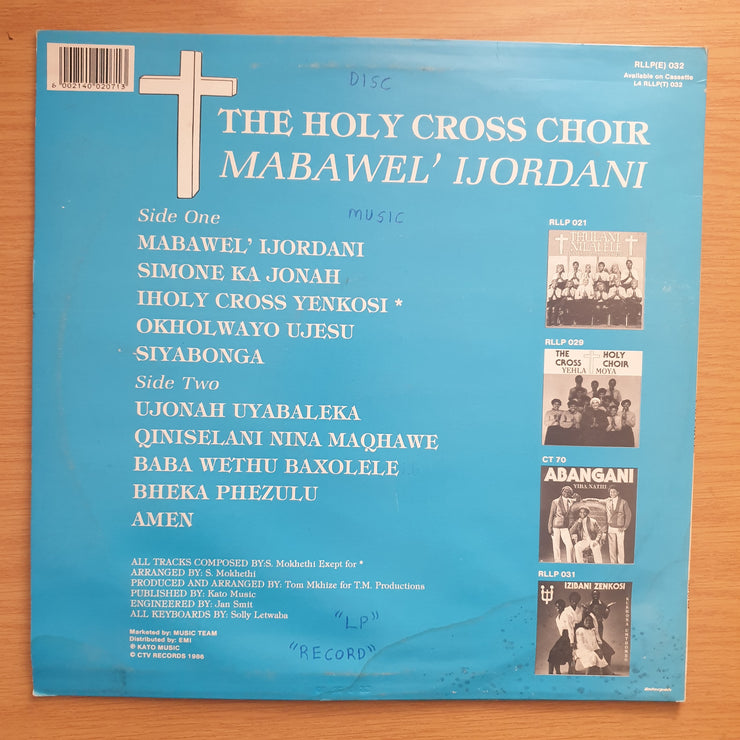 6 002140 020713
DISC
RLLP(E) 032
Available on Cassette
L4 RLLP(T) 032
THE HOLY CROSS CHOIR
MABAWEL' IJORDANI
MUSIC
Side One
MABAWEL' IJORDANI
SIMONE KA JONAH
IHOLY CROSS YENKOSI *
OKHOLWAYO UJESU
SIYABONGA
Side Two
UJONAH UYABALEKA
QINISELANI NINA MAQHAWE
BABA WETHU BAXOLELE
BHEKA PHEZULU
AMEN
RLLP 021
THULANI
NILALELE
RLLP 029
THE HOLY
CROSS CHOIR
YEHLA MOYA
CT 70
ABANGANI
YIBA NATHI
RLLP 031
IZIBANI ZENKOSI
ALL TRACKS COMPOSED BY:S. Mokhethi Exept for *
ARRANGED BY: S. Mokhethi
PRODUCED AND ARRANGED BY: Tom Mkhize for T.M. Productions
PUBLISHED BY: Kato Music
ENGINEERED BY: Jan Smit
ALL KEYBOARDS BY: Solly Letwaba
"LP"
"RECORD"
Marketed by: MUSIC TEAM
Distributed by: EMI
℗ KATO MUSIC
© CTV RECORDS 1986